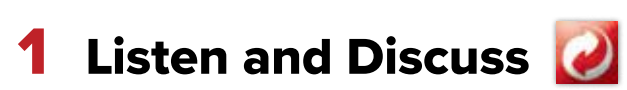 1 Listen and Discuss